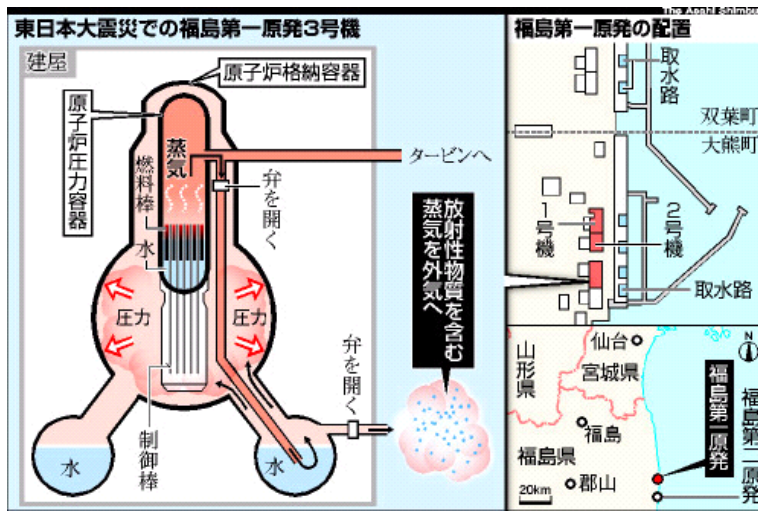 The Asahi Shimbun
東日本大震災での福島第一原発3号機
建屋
原子炉格納容器
原子炉圧力容器
蒸気
燃料棒
水
タービンへ
弁を開く
放射性物質を含む
蒸気を外気へ
圧力
圧力
弁を開く
制御棒
水
水
福島第一原発の配置
取水路
双葉町
大熊町
1号機
2号機
取水路
仙台
宮城県
山形県
N
福島第一原発
福島第二原発
福島
福島県
郡山
20km